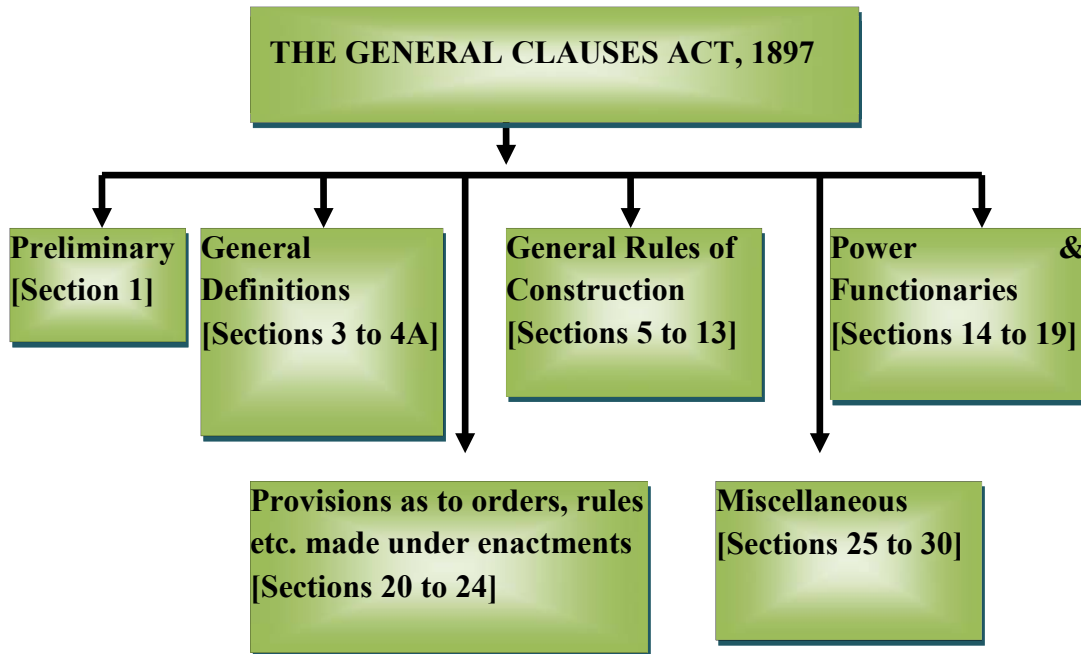 THE GENERAL CLAUSES ACT, 1897
Preliminary
[Section 1]
General
Definitions
[Sections 3 to 4A]
General Rules of
Construction
[Sections 5 to 13]
Power &
Functionaries
[Sections 14 to 19]
Provisions as to orders, rules
etc. made under enactments
[Sections 20 to 24]
Miscellaneous
[Sections 25 to 30]